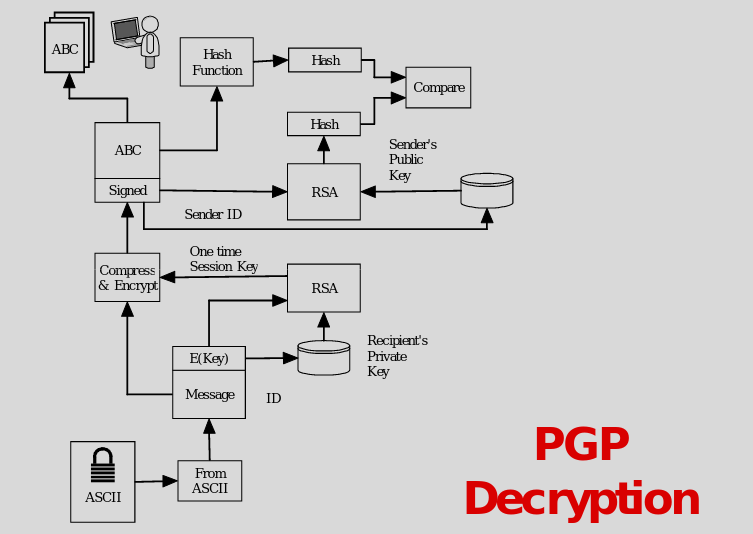 ABC
Hash
Function
Hash
Compare
Hash
ABC
Sender's
Public
Key
Signed
RSA
Sender ID
One time
Session Key
Compress
& Encrypt
RSA
E(Key)
Recipient's
Private
Key
Message
ID
From
ASCII
ASCII
PGP
Decryption